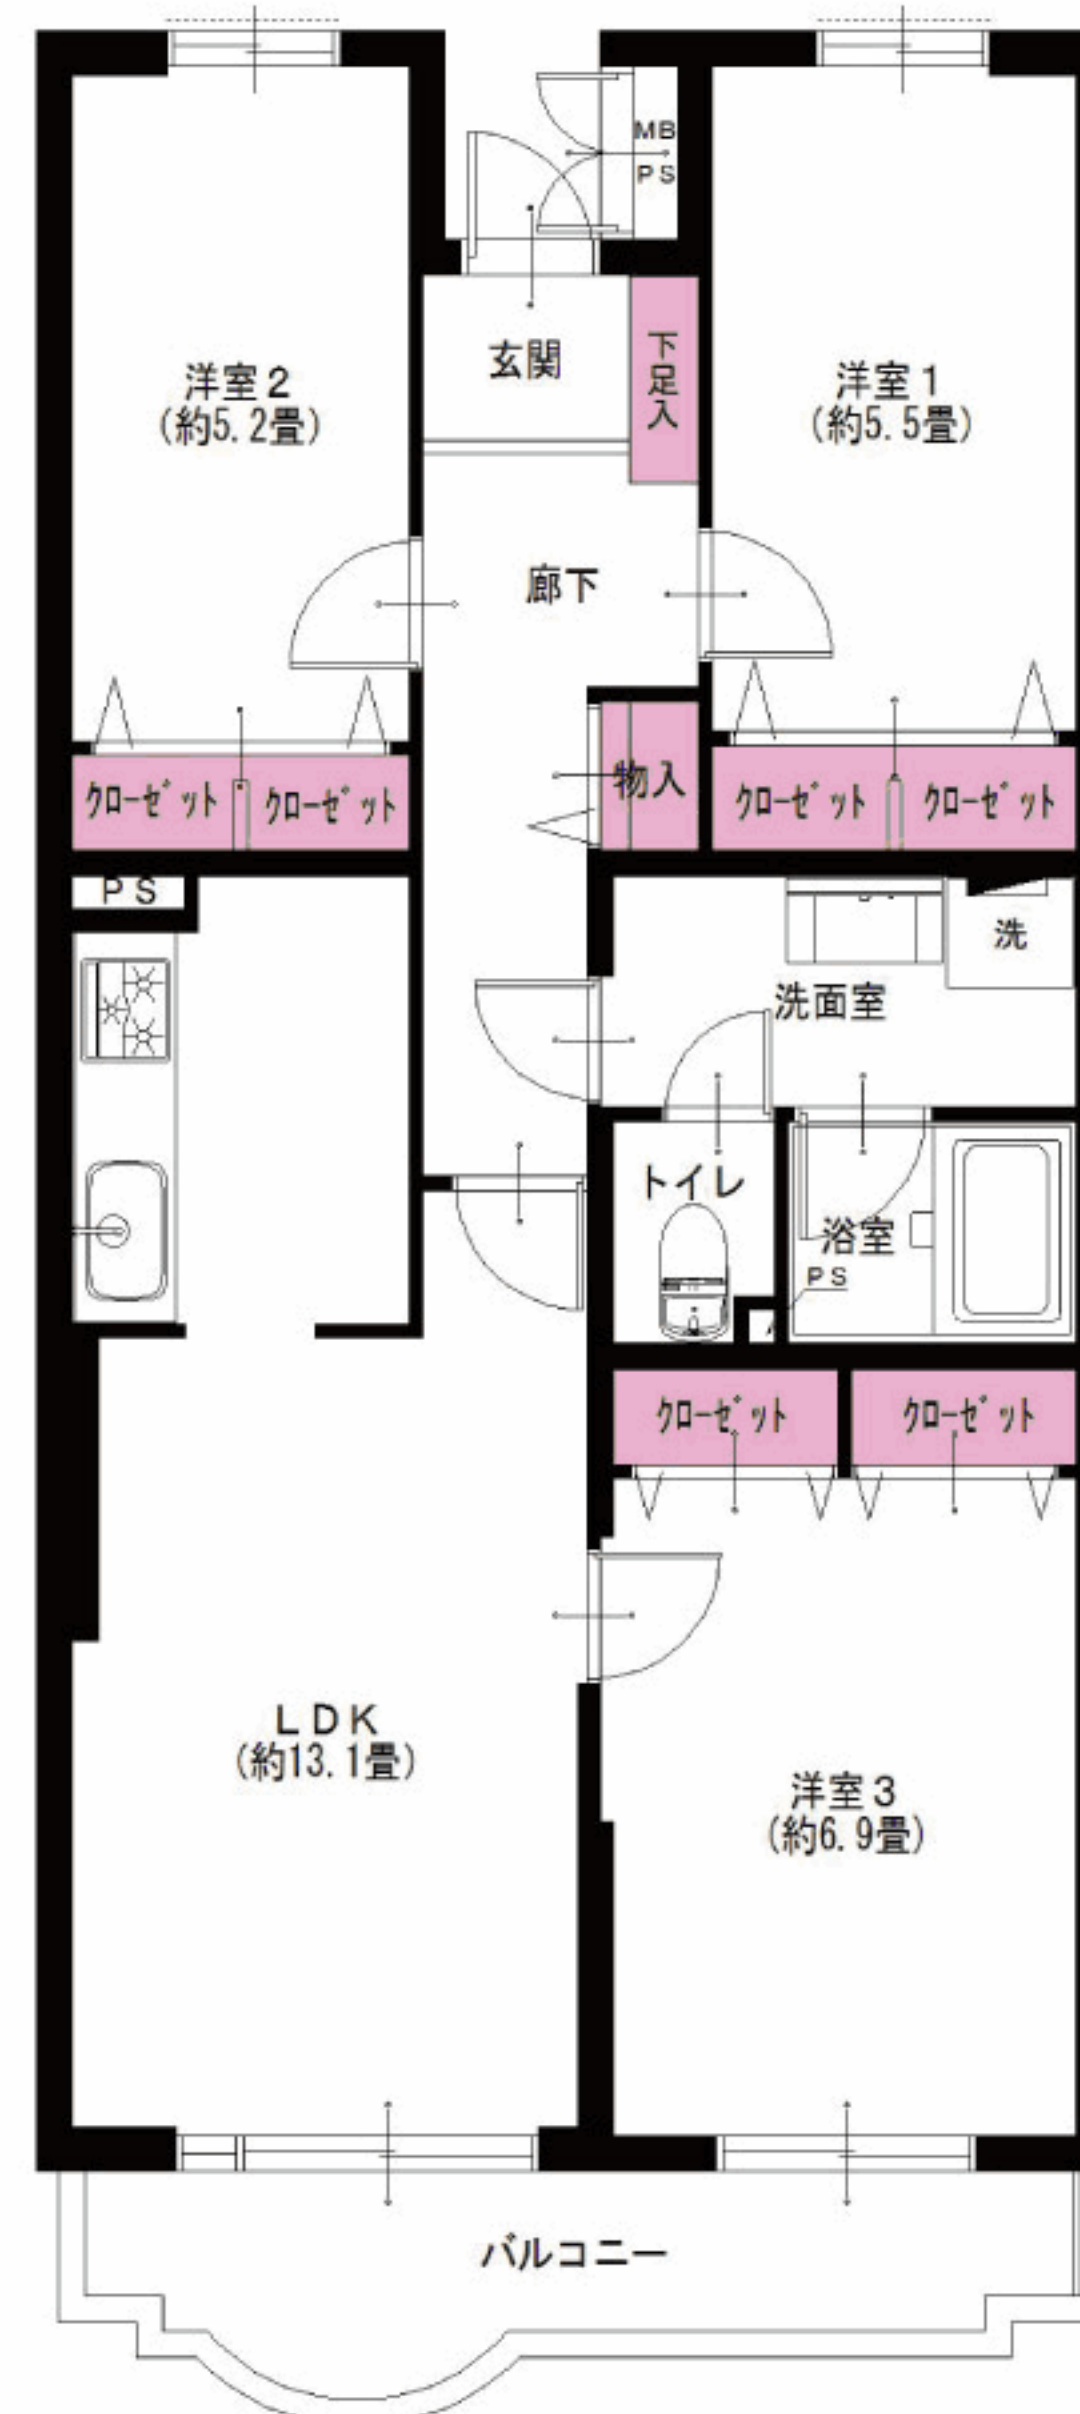 MB
PS
玄関
下足入
洋室2
(約5.2畳)
洋室1
(約5.5畳)
廊下
クローゼット
クローゼット
物入
クローゼット
クローゼット
PS
洗
洗面室
トイレ
浴室
PS
クローゼット
クローゼット
LDK
(約13.1畳)
洋室3
(約6.9畳)
バルコニー